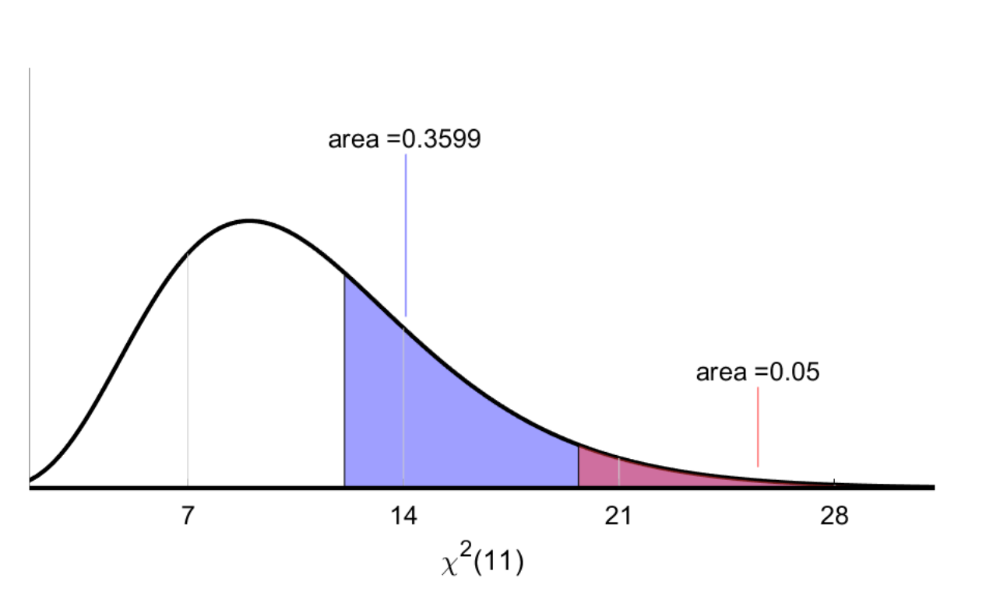 area =0.3599
area =0.05
7 14 21 28
χ²(11)